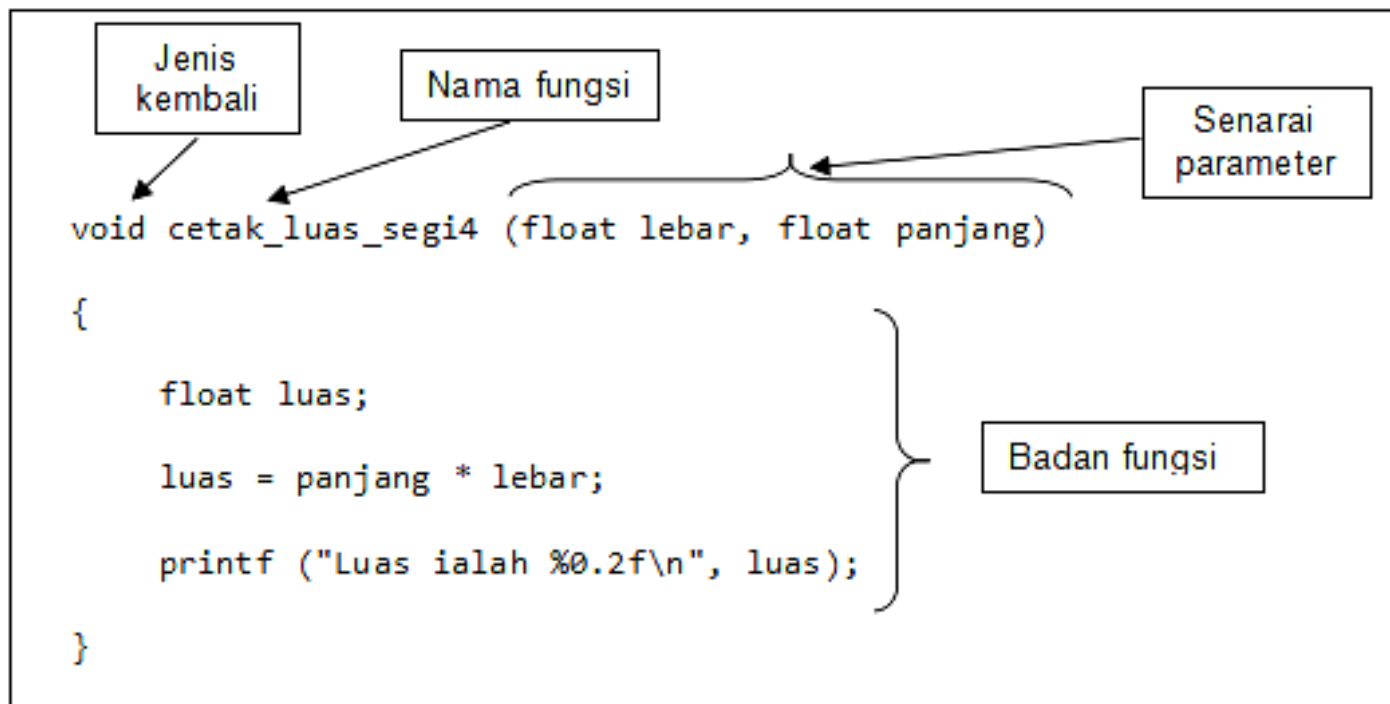 Jenis
kembali
Nama fungsi
Senarai
parameter
void cetak_luas_segi4 (float lebar, float panjang)
{
float luas;
luas = panjang * lebar;
printf ("Luas ialah %0.2f\n", luas);
}
Badan fungsi